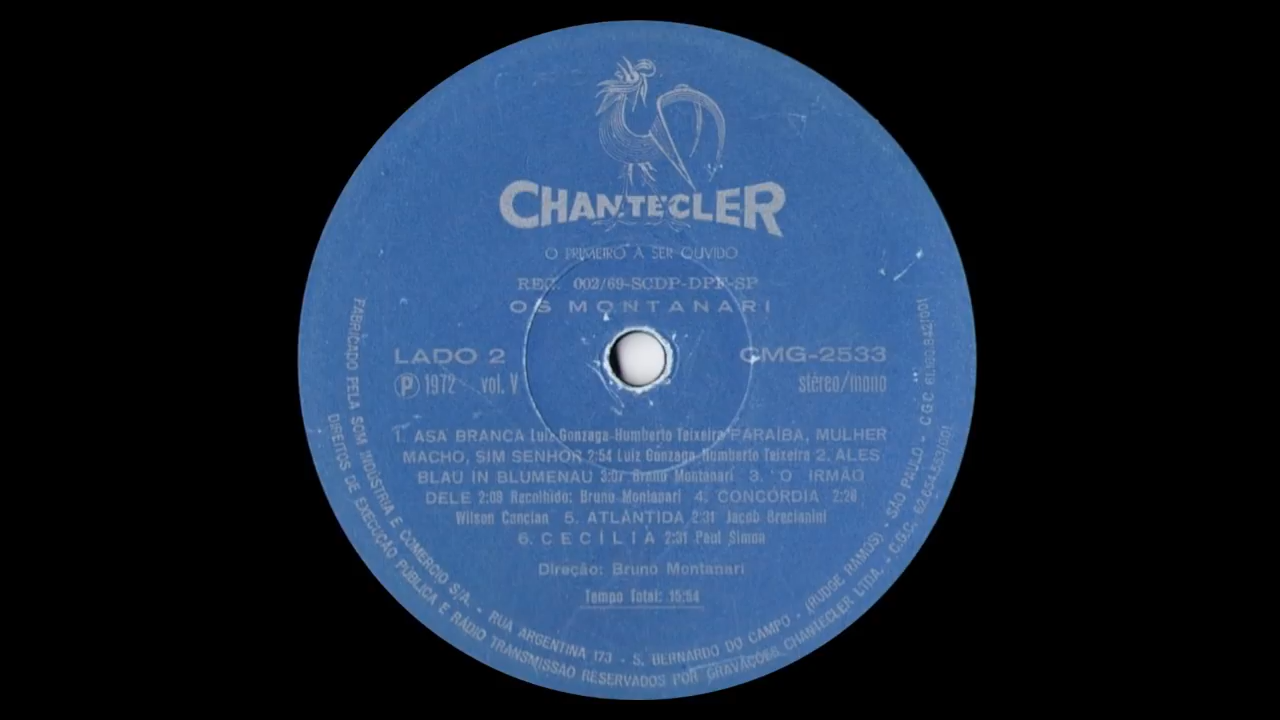 CHANTECLER
O PRIMEIRO A SER OUVIDO
REG. 002/69-SCDP-DPF-SP
OS MONTANARI
LADO 2
CMG-2533
Ⓟ 1972 vol. V
stéreo/mono
1. ASA BRANCA Luiz Gonzaga-Humberto Teixeira PARAÍBA, MULHER
MACHO, SIM SENHOR 2:54 Luiz Gonzaga-Humberto Teixeira 2. ALES
BLAU IN BLUMENAU 3:07 Bruno Montanari 3. O IRMÃO
DELE 2:09 Recolhido: Bruno Montanari 4. CONCÓRDIA 2:20
Wilson Cancian 5. ATLÂNTIDA 2:31 Jacob Brecianini
6. CECÍLIA 2:31 Paul Simon
Direção: Bruno Montanari
Tempo Total: 15:54
FABRICADO PELA SOM INDÚSTRIA E COMERCIO S/A. - RUA ARGENTINA 173 - S. BERNARDO DO CAMPO - (RUDGE RAMOS) - SÃO PAULO - C.G.C.
DIREITOS DE EXECUÇÃO PÚBLICA E RÁDIO TRANSMISSÃO RESERVADOS POR GRAVAÇÕES CHANTECLER LTDA. - C.G.C.